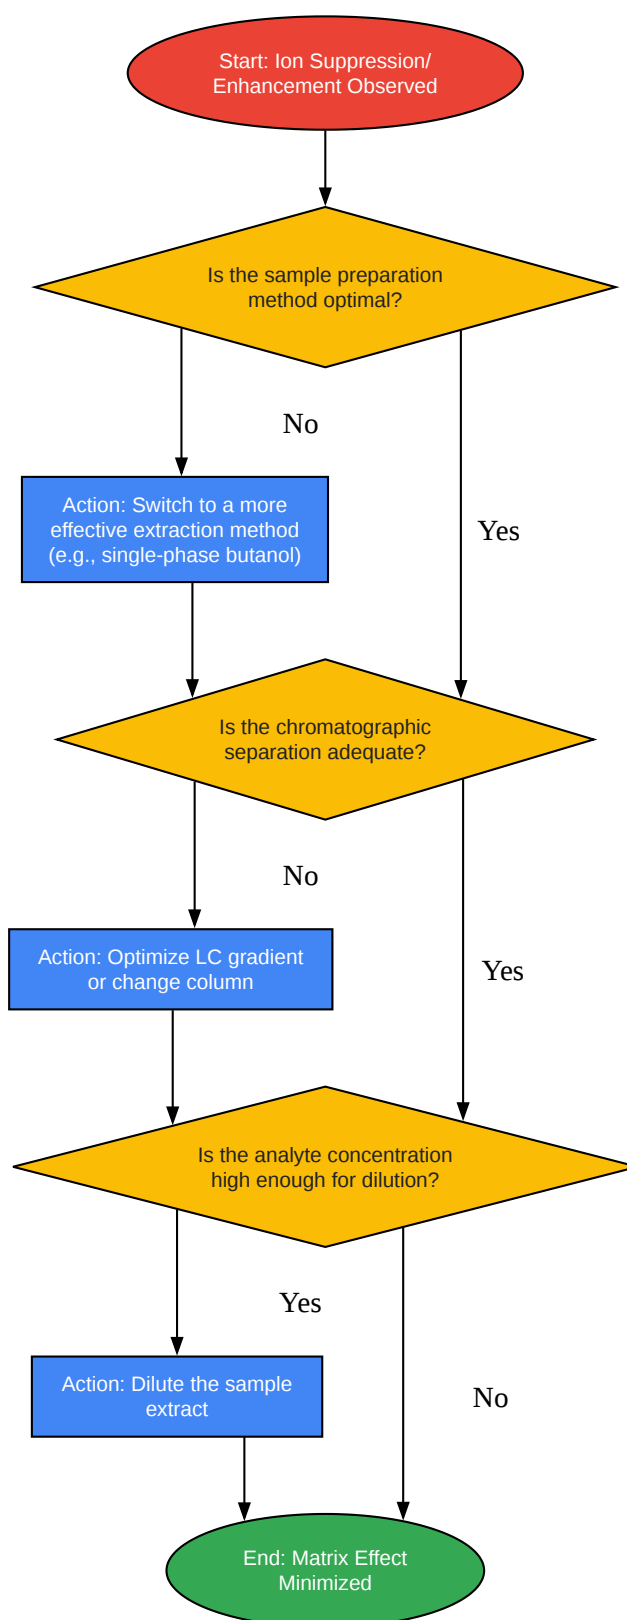 Start: Ion Suppression/
Enhancement Observed
Is the sample preparation
method optimal?
No
Action: Switch to a more
effective extraction method
(e.g., single-phase butanol)
Yes
Is the chromatographic
separation adequate?
No
Action: Optimize LC gradient
or change column
Yes
Is the analyte concentration
high enough for dilution?
Yes
Action: Dilute the sample
extract
No
End: Matrix Effect
Minimized